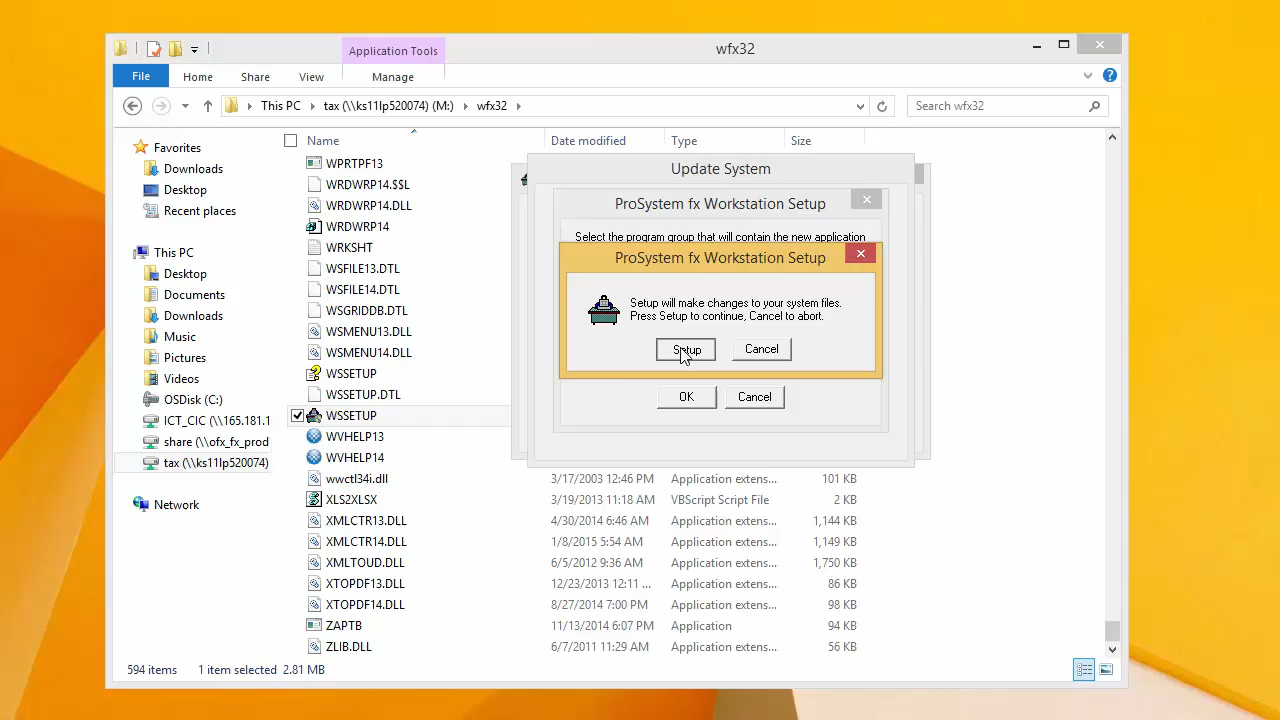 wfx32
Application Tools
File
Home
Share
View
Manage
This PC
tax (\\ks11lp520074) (M:)
wfx32
Search wfx32
Favorites
Downloads
Desktop
Recent places
This PC
Desktop
Documents
Downloads
Music
Pictures
Videos
OSDisk (C:)
ICT_CIC (\\165.181.1
share (\\ofx_fx_prod
tax (\\ks11lp520074)
Network
Name
Date modified
Type
Size
WPRTPF13
WRDWRP14.$$L
WRDWRP14.DLL
WRDWRP14
WRKSHT
WSFILE13.DTL
WSFILE14.DTL
WSGRIDDB.DTL
WSMENU13.DLL
WSMENU14.DLL
WSSETUP
WSSETUP.DTL
WSSETUP
WVHELP13
WVHELP14
wwctl34i.dll 3/17/2003 12:46 PM Application extens... 101 KB
XLS2XLSX 3/19/2013 11:18 AM VBScript Script File 2 KB
XMLCTR13.DLL 4/30/2014 6:46 AM Application extens... 1,144 KB
XMLCTR14.DLL 1/8/2015 5:54 AM Application extens... 1,149 KB
XMLTOUD.DLL 6/5/2012 9:36 AM Application extens... 1,750 KB
XTOPDF13.DLL 12/23/2013 12:11 ... Application extens... 86 KB
XTOPDF14.DLL 8/27/2014 7:00 PM Application extens... 98 KB
ZAPTB 11/13/2014 6:07 PM Application 94 KB
ZLIB.DLL 6/7/2011 11:29 AM Application extens... 56 KB
Update System
ProSystem fx Workstation Setup
Select the program group that will contain the new application
ProSystem fx Workstation Setup
Setup will make changes to your system files.
Press Setup to continue, Cancel to abort.
Setup
Cancel
OK
Cancel
594 items
1 item selected 2.81 MB